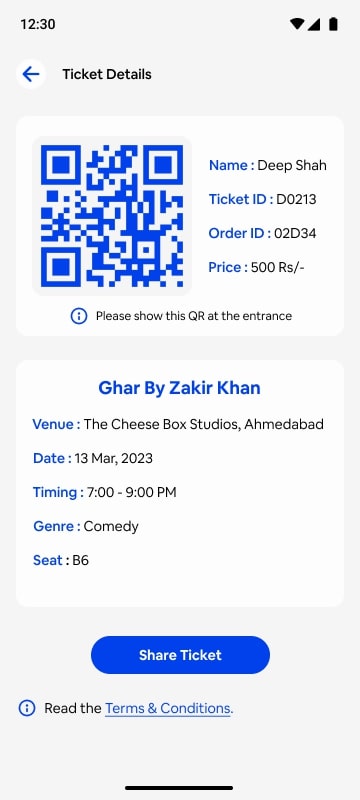 12:30
Ticket Details
Name : Deep Shah
Ticket ID : D0213
Order ID : 02D34
Price : 500 Rs/-
Please show this QR at the entrance
Ghar By Zakir Khan
Venue : The Cheese Box Studios, Ahmedabad
Date : 13 Mar, 2023
Timing : 7:00 - 9:00 PM
Genre : Comedy
Seat : B6
Share Ticket
Read the Terms & Conditions.